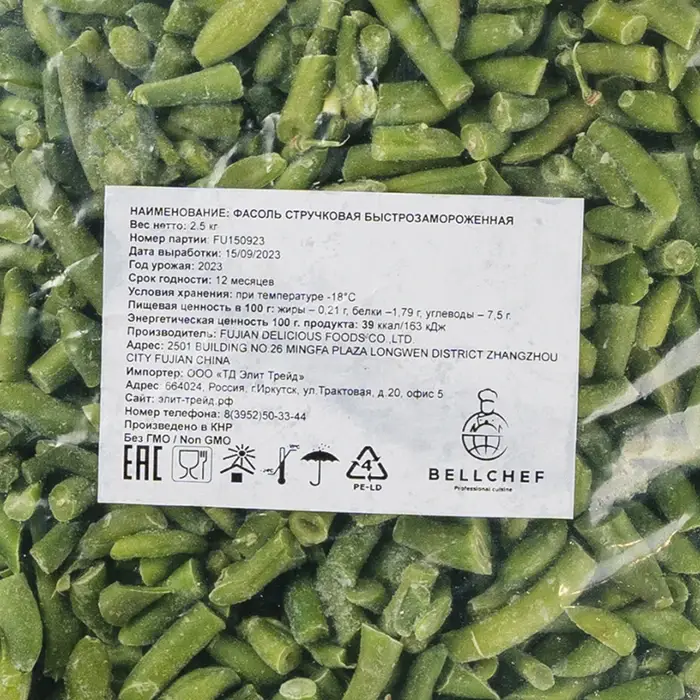 НАИМЕНОВАНИЕ: ФАСОЛЬ СТРУЧКОВАЯ БЫСТРОЗАМОРОЖЕННАЯ
Вес нетто: 2.5 кг
Номер партии: FU150923
Дата выработки: 15/09/2023
Год урожая: 2023
Срок годности: 12 месяцев
Условия хранения: при температуре -18°С
Пищевая ценность в 100 г: жиры – 0,21 г, белки –1,79 г, углеводы – 7,5 г.
Энергетическая ценность 100 г. продукта: 39 ккал/163 кДж
Производитель: FUJIAN DELICIOUS FOODS CO.,LTD.
Адрес: 2501 BUILDING NO.26 MINGFA PLAZA LONGWEN DISTRICT ZHANGZHOU
CITY FUJIAN CHINA
Импортер: ООО «ТД Элит Трейд»
Адрес: 664024, Россия, г.Иркутск, ул.Трактовая, д.20, офис 5
Сайт: элит-трейд.рф
Номер телефона: 8(3952)50-33-44
Произведено в КНР
Без ГМО / Non GMO
EAC
4
PE-LD
BELLCHEF
Professional cuisine